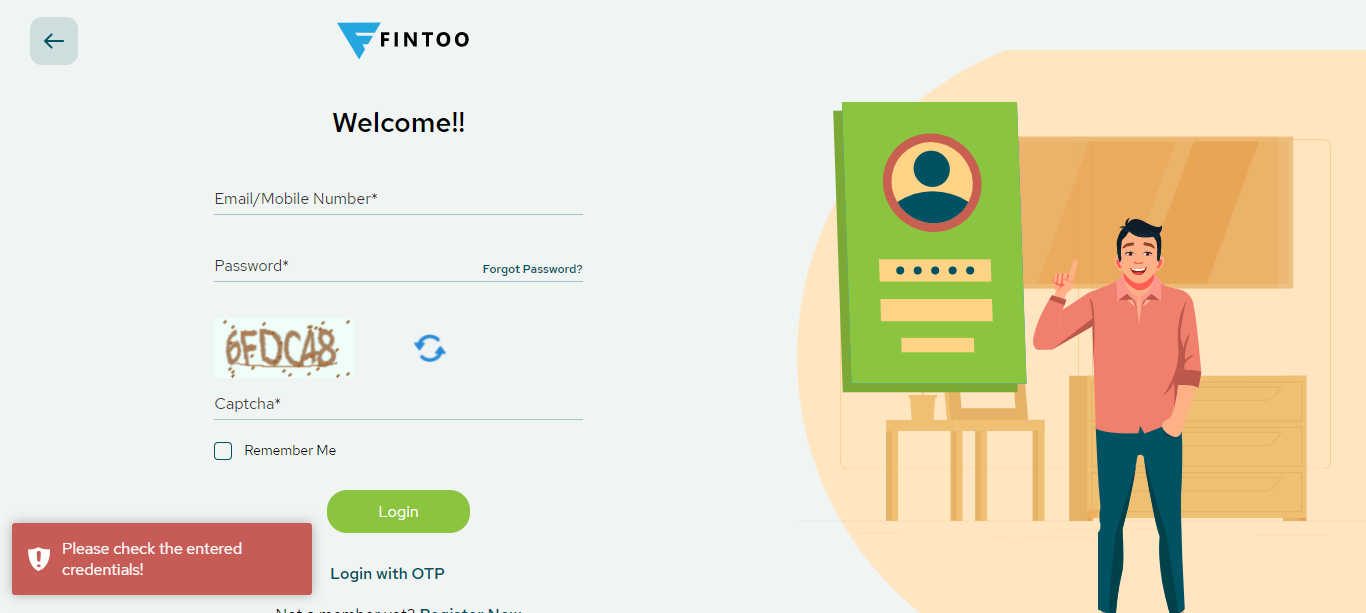 FINTOO
Welcome!!
Email/Mobile Number*
Password*
Forgot Password?
6FDCA8
Captcha*
Remember Me
Login
Please check the entered
credentials!
Login with OTP
Not a member yet? Register Now